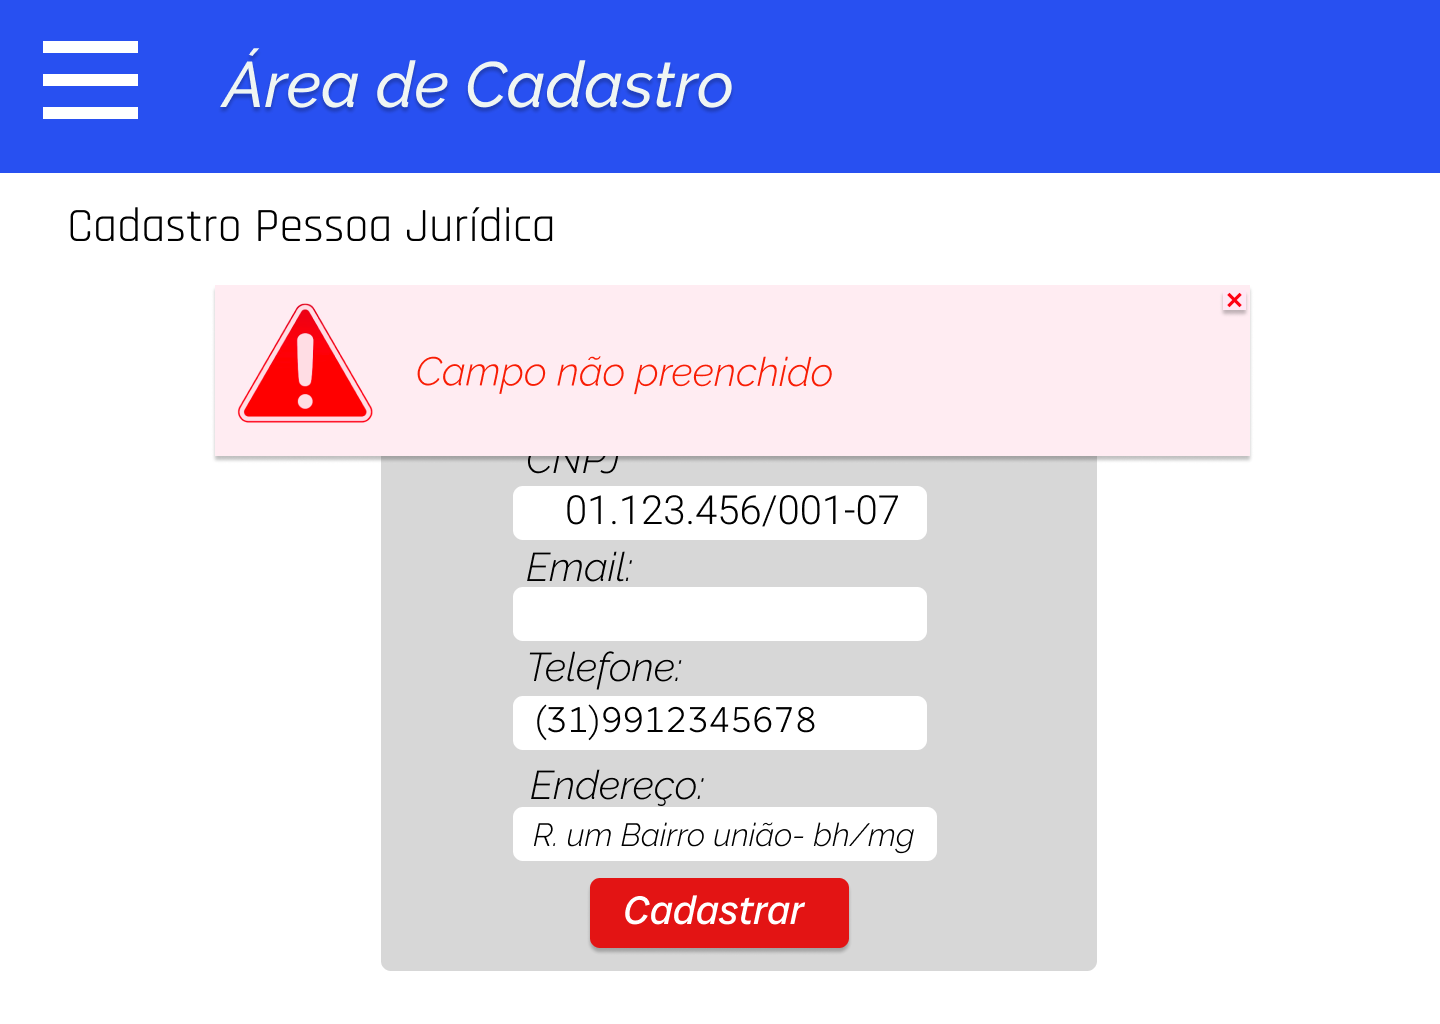 Área de Cadastro
Cadastro Pessoa Jurídica
Campo não preenchido
CNPJ
01.123.456/001-07
Email:
Telefone:
(31)9912345678
Endereço:
R. um Bairro união- bh/mg
Cadastrar